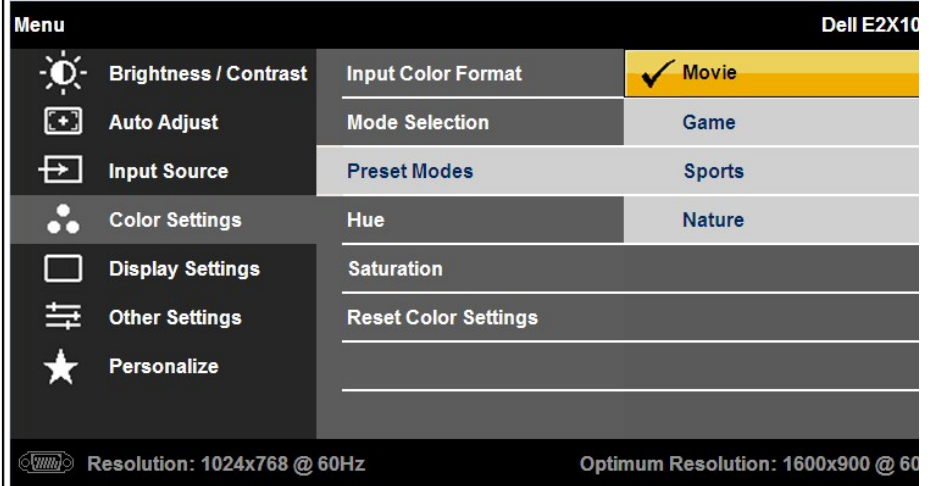 Menu Dell E2X10
Brightness / Contrast Input Color Format Movie
Auto Adjust Mode Selection Game
Input Source Preset Modes Sports
Color Settings Hue Nature
Display Settings Saturation
Other Settings Reset Color Settings
Personalize
Resolution: 1024x768 @ 60Hz Optimum Resolution: 1600x900 @ 60